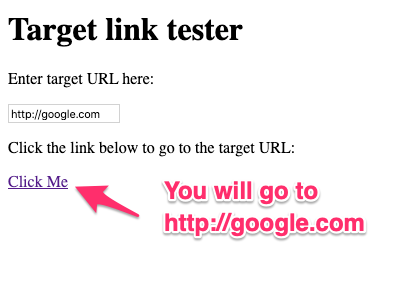 Target link tester
Enter target URL here:
http://google.com
Click the link below to go to the target URL:
Click Me
You will go to
http://google.com